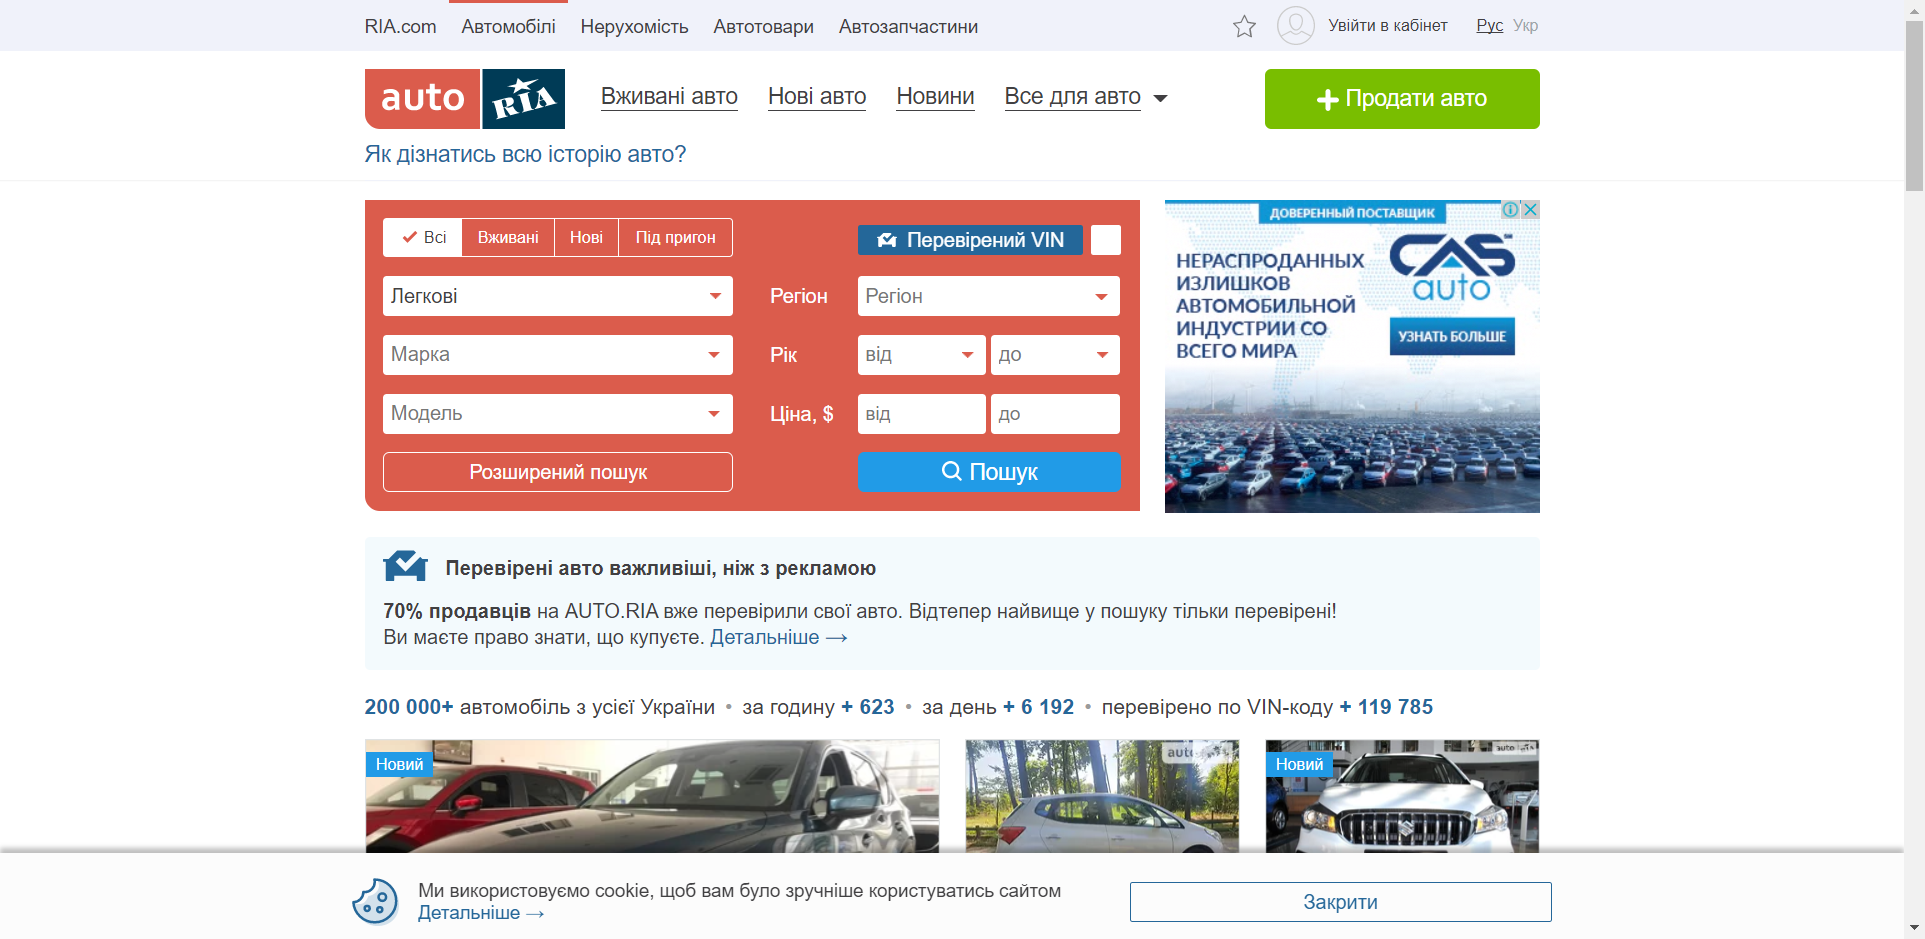 RIA.com Автомобілі Нерухомість Автотовари Автозапчастини Увійти в кабінет Рус Укр
auto RIA Вживані авто Нові авто Новини Все для авто Продати авто
Як дізнатись всю історію авто?
Всі Вживані Нові Під пригон Перевірений VIN
Легкові Регіон Регіон
Марка Рік від до
Модель Ціна, $ від до
Розширений пошук Пошук
ДОВЕРЕННЫЙ ПОСТАВЩИК
CAS auto
НЕРАСПРОДАННЫХ
ИЗЛИШКОВ
АВТОМОБИЛЬНОЙ
ИНДУСТРИИ СО
ВСЕГО МИРА
УЗНАТЬ БОЛЬШЕ
Перевірені авто важливіші, ніж з рекламою
70% продавців на AUTO.RIA вже перевірили свої авто. Відтепер найвище у пошуку тільки перевірені!
Ви маєте право знати, що купуєте. Детальніше →
200 000+ автомобіль з усієї України • за годину + 623 • за день + 6 192 • перевірено по VIN-коду + 119 785
Новий auto Новий auto
Ми використовуємо cookie, щоб вам було зручніше користуватись сайтом
Детальніше →
Закрити